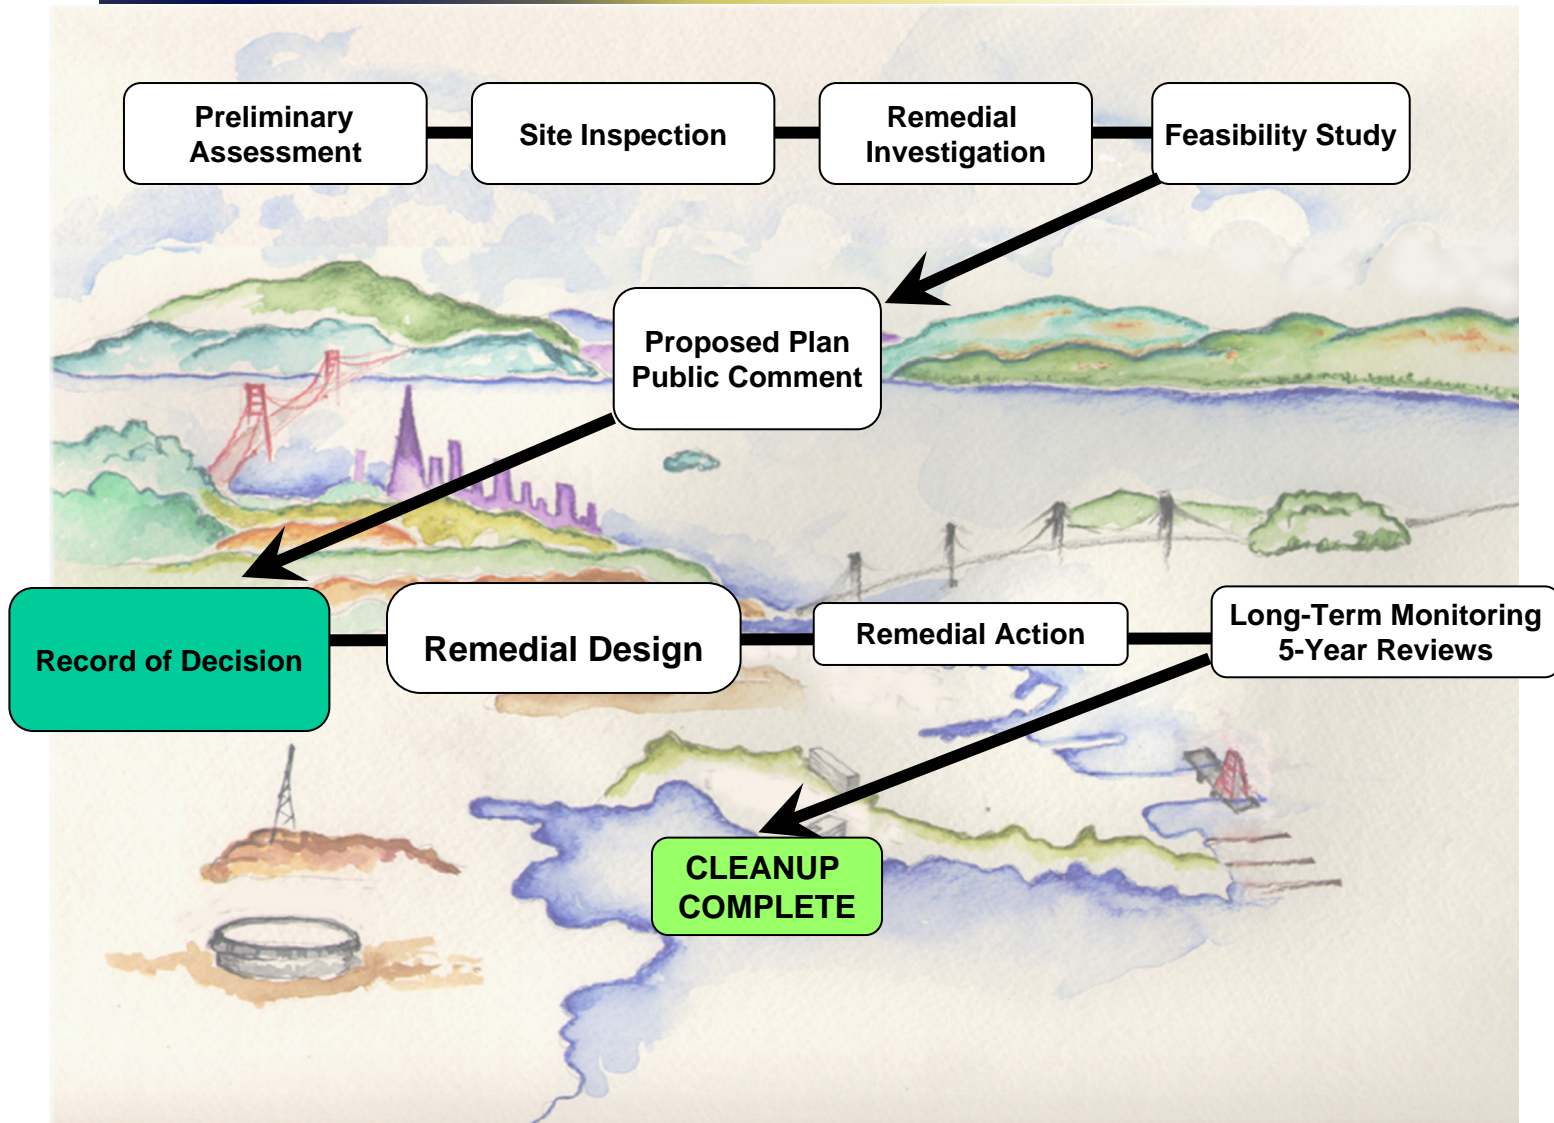 Preliminary
Assessment
Site Inspection
Remedial
Investigation
Feasibility Study
Proposed Plan
Public Comment
Record of Decision
Remedial Design
Remedial Action
Long-Term Monitoring
5-Year Reviews
CLEANUP
COMPLETE